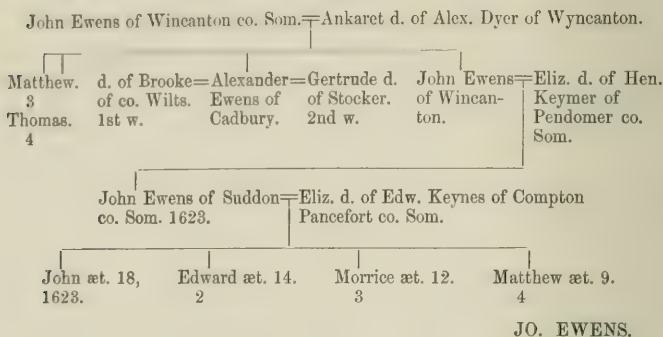 John Ewens of Wincanton co. Som.=Ankaret d. of Alex. Dyer of Wyncanton.
Matthew. d. of Brooke=Alexander=Gertrude d. John Ewens=Eliz. d. of Hen.
3 of co. Wilts. Ewens of of Stocker. of Wincan- Keymer of
Thomas. 1st w. Cadbury. 2nd w. ton. Pendomer co.
4 Som.
John Ewens of Suddon=Eliz. d. of Edw. Keynes of Compton
co. Som. 1623. Pancefort co. Som.
John æt. 18, Edward æt. 14. Morrice æt. 12. Matthew æt. 9.
1623. 2 3 4
JO. EWENS.